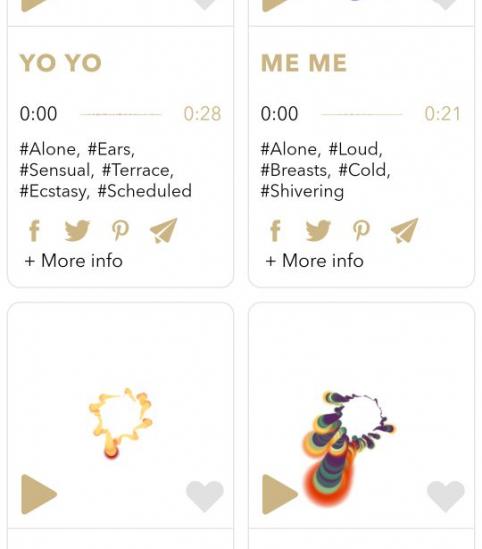 YO YO
0:00 0:28
#Alone, #Ears,
#Sensual, #Terrace,
#Ecstasy, #Scheduled
+ More info
ME ME
0:00 0:21
#Alone, #Loud,
#Breasts, #Cold,
#Shivering
+ More info